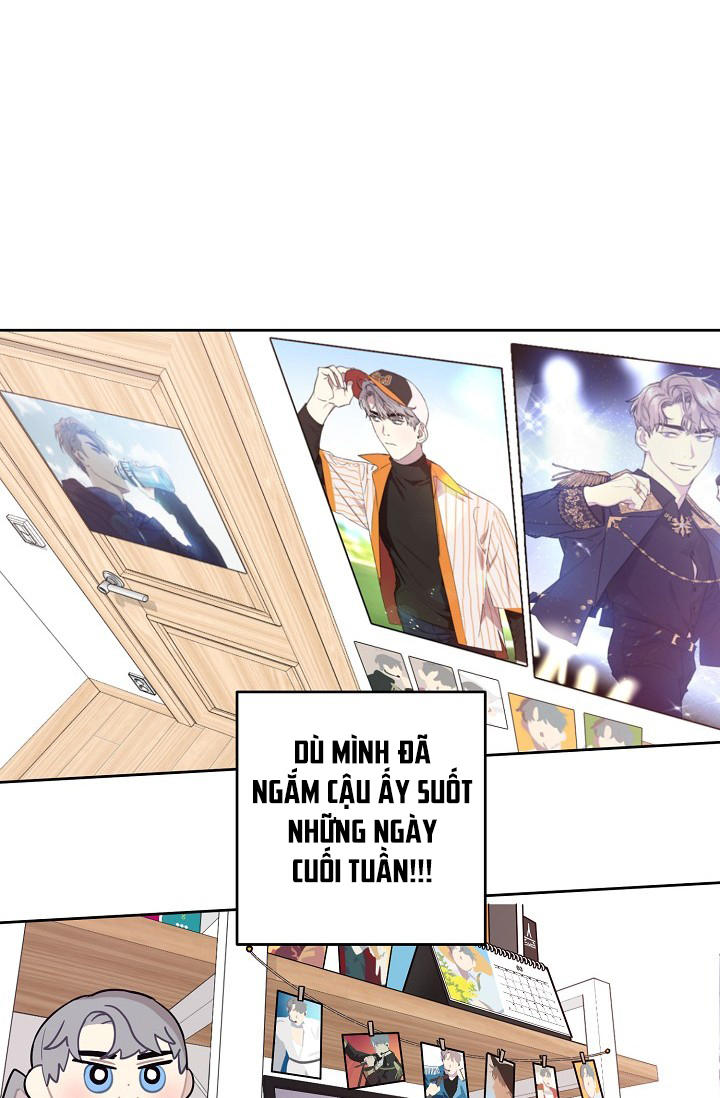 DÙ MÌNH ĐÃ
NGẮM CẬU ẤY SUỐT
NHỮNG NGÀY
CUỐI TUẦN!!!